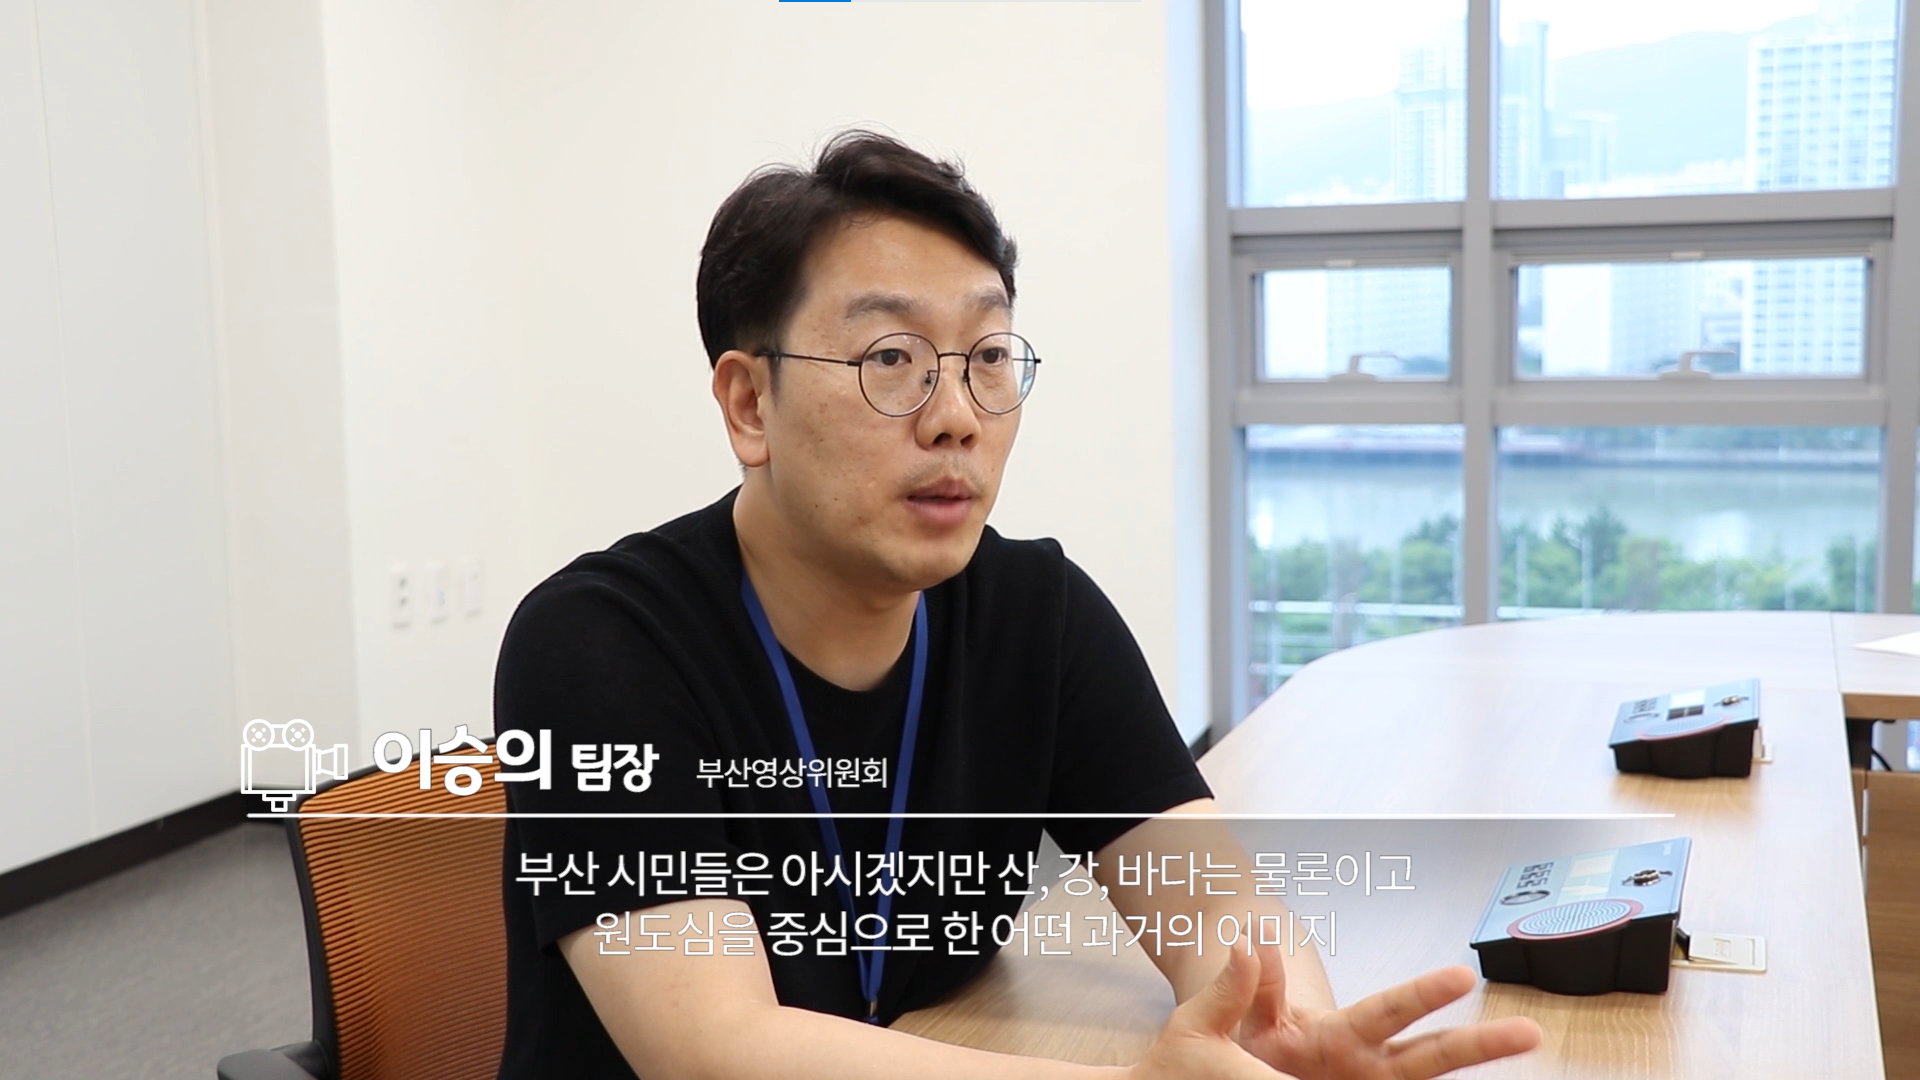 이승의 팀장 부산영상위원회
부산 시민들은 아시겠지만 산, 강, 바다는 물론이고
원도심을 중심으로 한 어떤 과거의 이미지